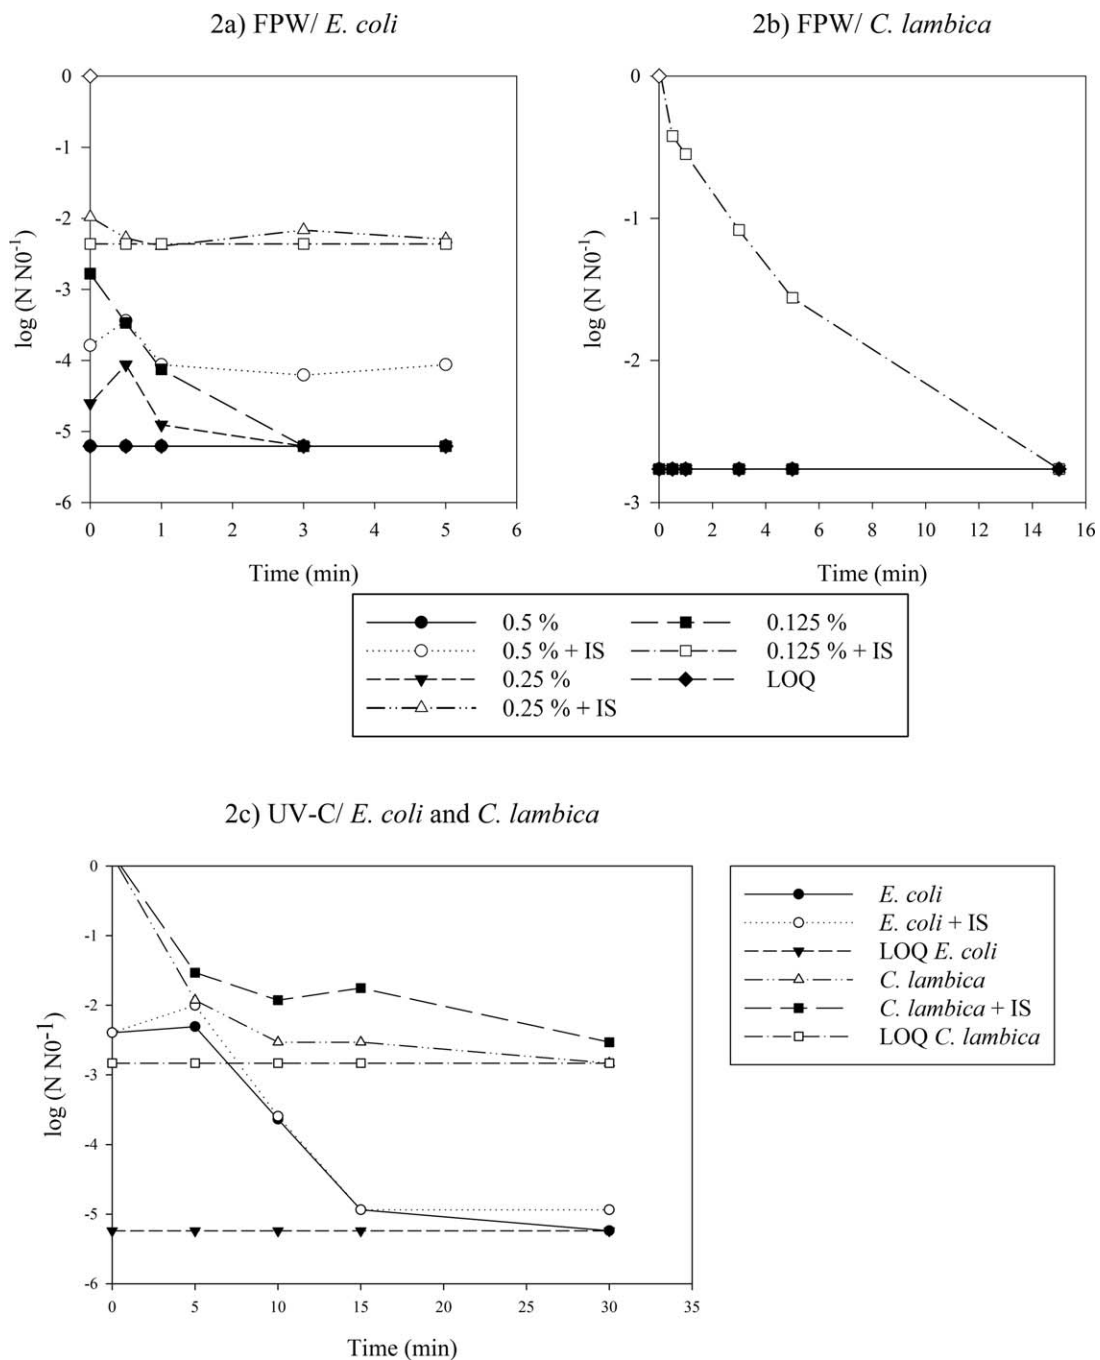 2a) FPW/ E. coli
2b) FPW/ C. lambica
0
-1
-2
-3
-4
-5
-6
log (N N0⁻¹)
0 1 2 3 4 5 6
Time (min)
0
-1
-2
-3
log (N N0⁻¹)
0 2 4 6 8 10 12 14 16
Time (min)
0.5 %
0.5 % + IS
0.25 %
0.25 % + IS
0.125 %
0.125 % + IS
LOQ
2c) UV-C/ E. coli and C. lambica
0
-1
-2
-3
-4
-5
-6
log (N N0⁻¹)
0 5 10 15 20 25 30 35
Time (min)
E. coli
E. coli + IS
LOQ E. coli
C. lambica
C. lambica + IS
LOQ C. lambica